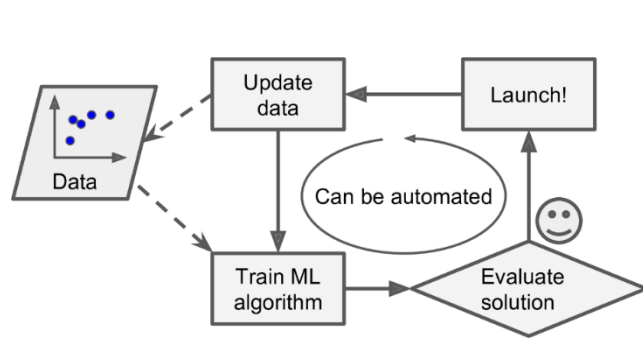 Update
data
Launch!
Data
Can be automated
Train ML
algorithm
Evaluate
solution